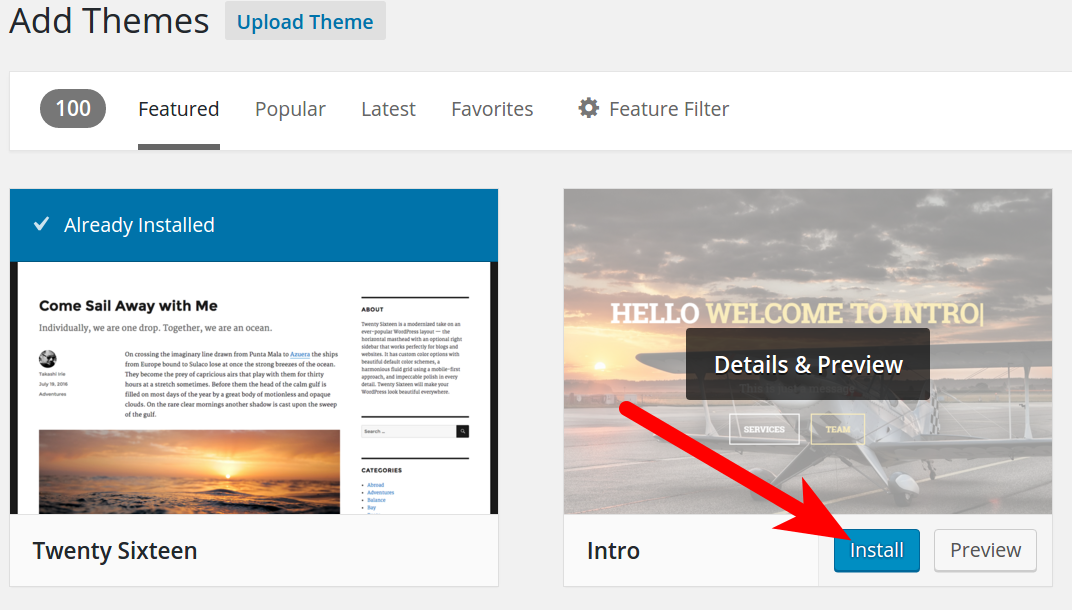 Add Themes
Upload Theme
100
Featured
Popular
Latest
Favorites
Feature Filter
Already Installed
Come Sail Away with Me
Individually, we are one drop. Together, we are an ocean.
Takashi Irie
July 19, 2016
Adventures
On crossing the imaginary line drawn from Punta Mala to Azuera the ships
from Europe bound to Sulaco lose at once the strong breezes of the ocean.
They become the prey of capricious airs that play with them for thirty
hours at a stretch sometimes. Before them the head of the calm gulf is
filled on most days of the year by a great body of motionless and opaque
clouds. On the rare clear mornings another shadow is cast upon the sweep
of the gulf.
ABOUT
Twenty Sixteen is a modernized take on an
ever-popular WordPress layout — the
horizontal masthead with an optional right
sidebar that works perfectly for blogs and
websites. It has custom color options with
beautiful default color schemes, a
harmonious fluid grid using a mobile-first
approach, and impeccable polish in every
detail. Twenty Sixteen will make your
WordPress look beautiful everywhere.
Search ...
CATEGORIES
Abroad
Adventures
Balance
Bay
Twenty Sixteen
HELLO WELCOME TO INTRO|
Details & Preview
SERVICES
TEAM
Intro
Install
Preview